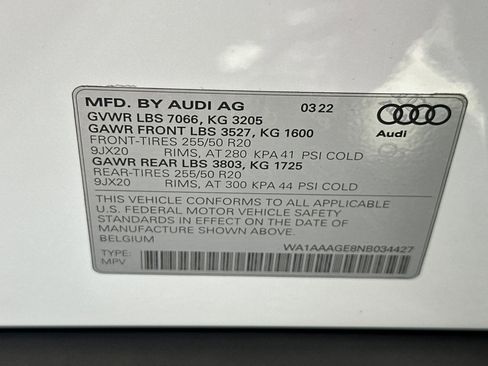 MFD. BY AUDI AG 03 22
GVWR LBS 7066, KG 3205
GAWR FRONT LBS 3527, KG 1600
FRONT-TIRES 255/50 R20
9JX20 RIMS, AT 280 KPA 41 PSI COLD
GAWR REAR LBS 3803, KG 1725
REAR-TIRES 255/50 R20
9JX20 RIMS, AT 300 KPA 44 PSI COLD
Audi
THIS VEHICLE CONFORMS TO ALL APPLICABLE
U.S. FEDERAL MOTOR VEHICLE SAFETY
STANDARDS IN EFFECT ON THE DATE OF
MANUFACTURE SHOWN ABOVE.
BELGIUM
WA1AAAGE8NB034427
TYPE:
MPV